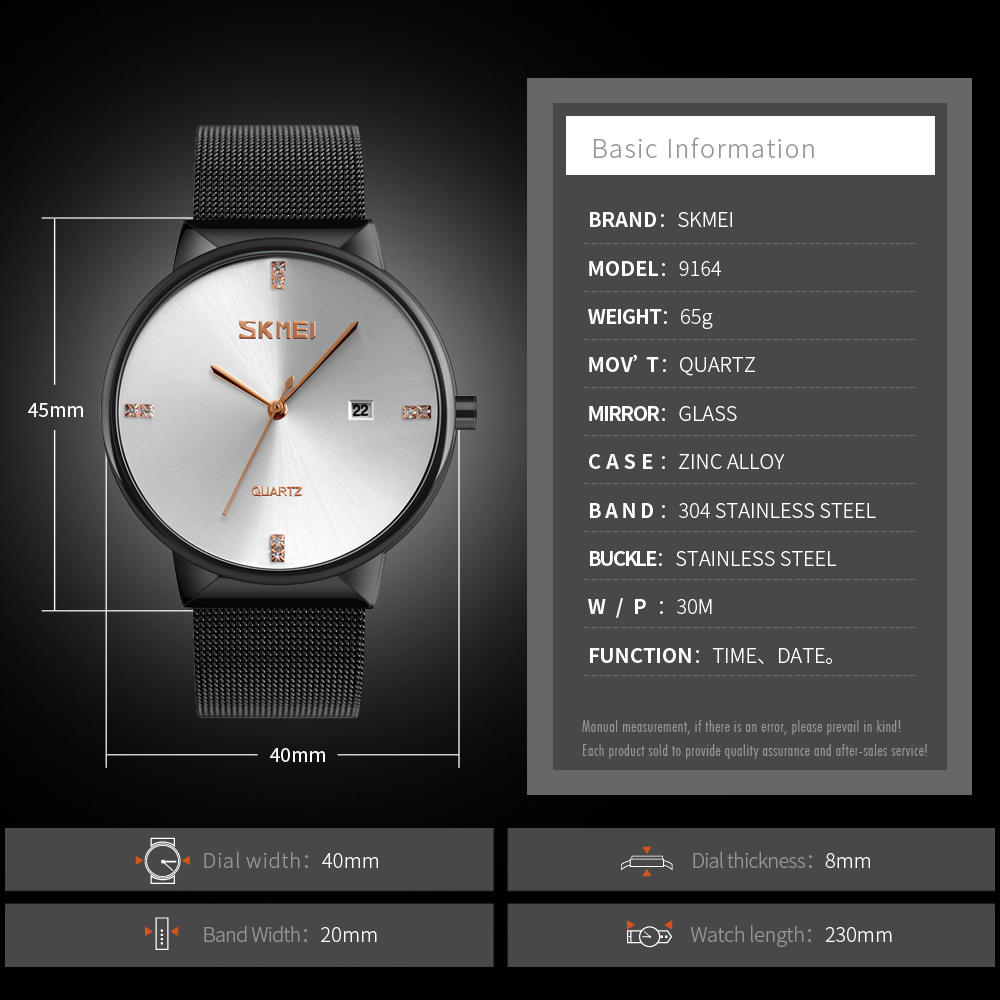 SKMEI
22
QUARTZ
45mm
40mm
Basic Information
BRAND: SKMEI
MODEL: 9164
WEIGHT: 65g
MOV’ T: QUARTZ
MIRROR: GLASS
CASE: ZINC ALLOY
BAND: 304 STAINLESS STEEL
BUCKLE: STAINLESS STEEL
W / P : 30M
FUNCTION: TIME、DATE。
Manual measurement, if there is an error, please prevail in kind!
Each product sold to provide quality assurance and after-sales service!
Dial width: 40mm
Dial thickness: 8mm
Band Width: 20mm
Watch length: 230mm